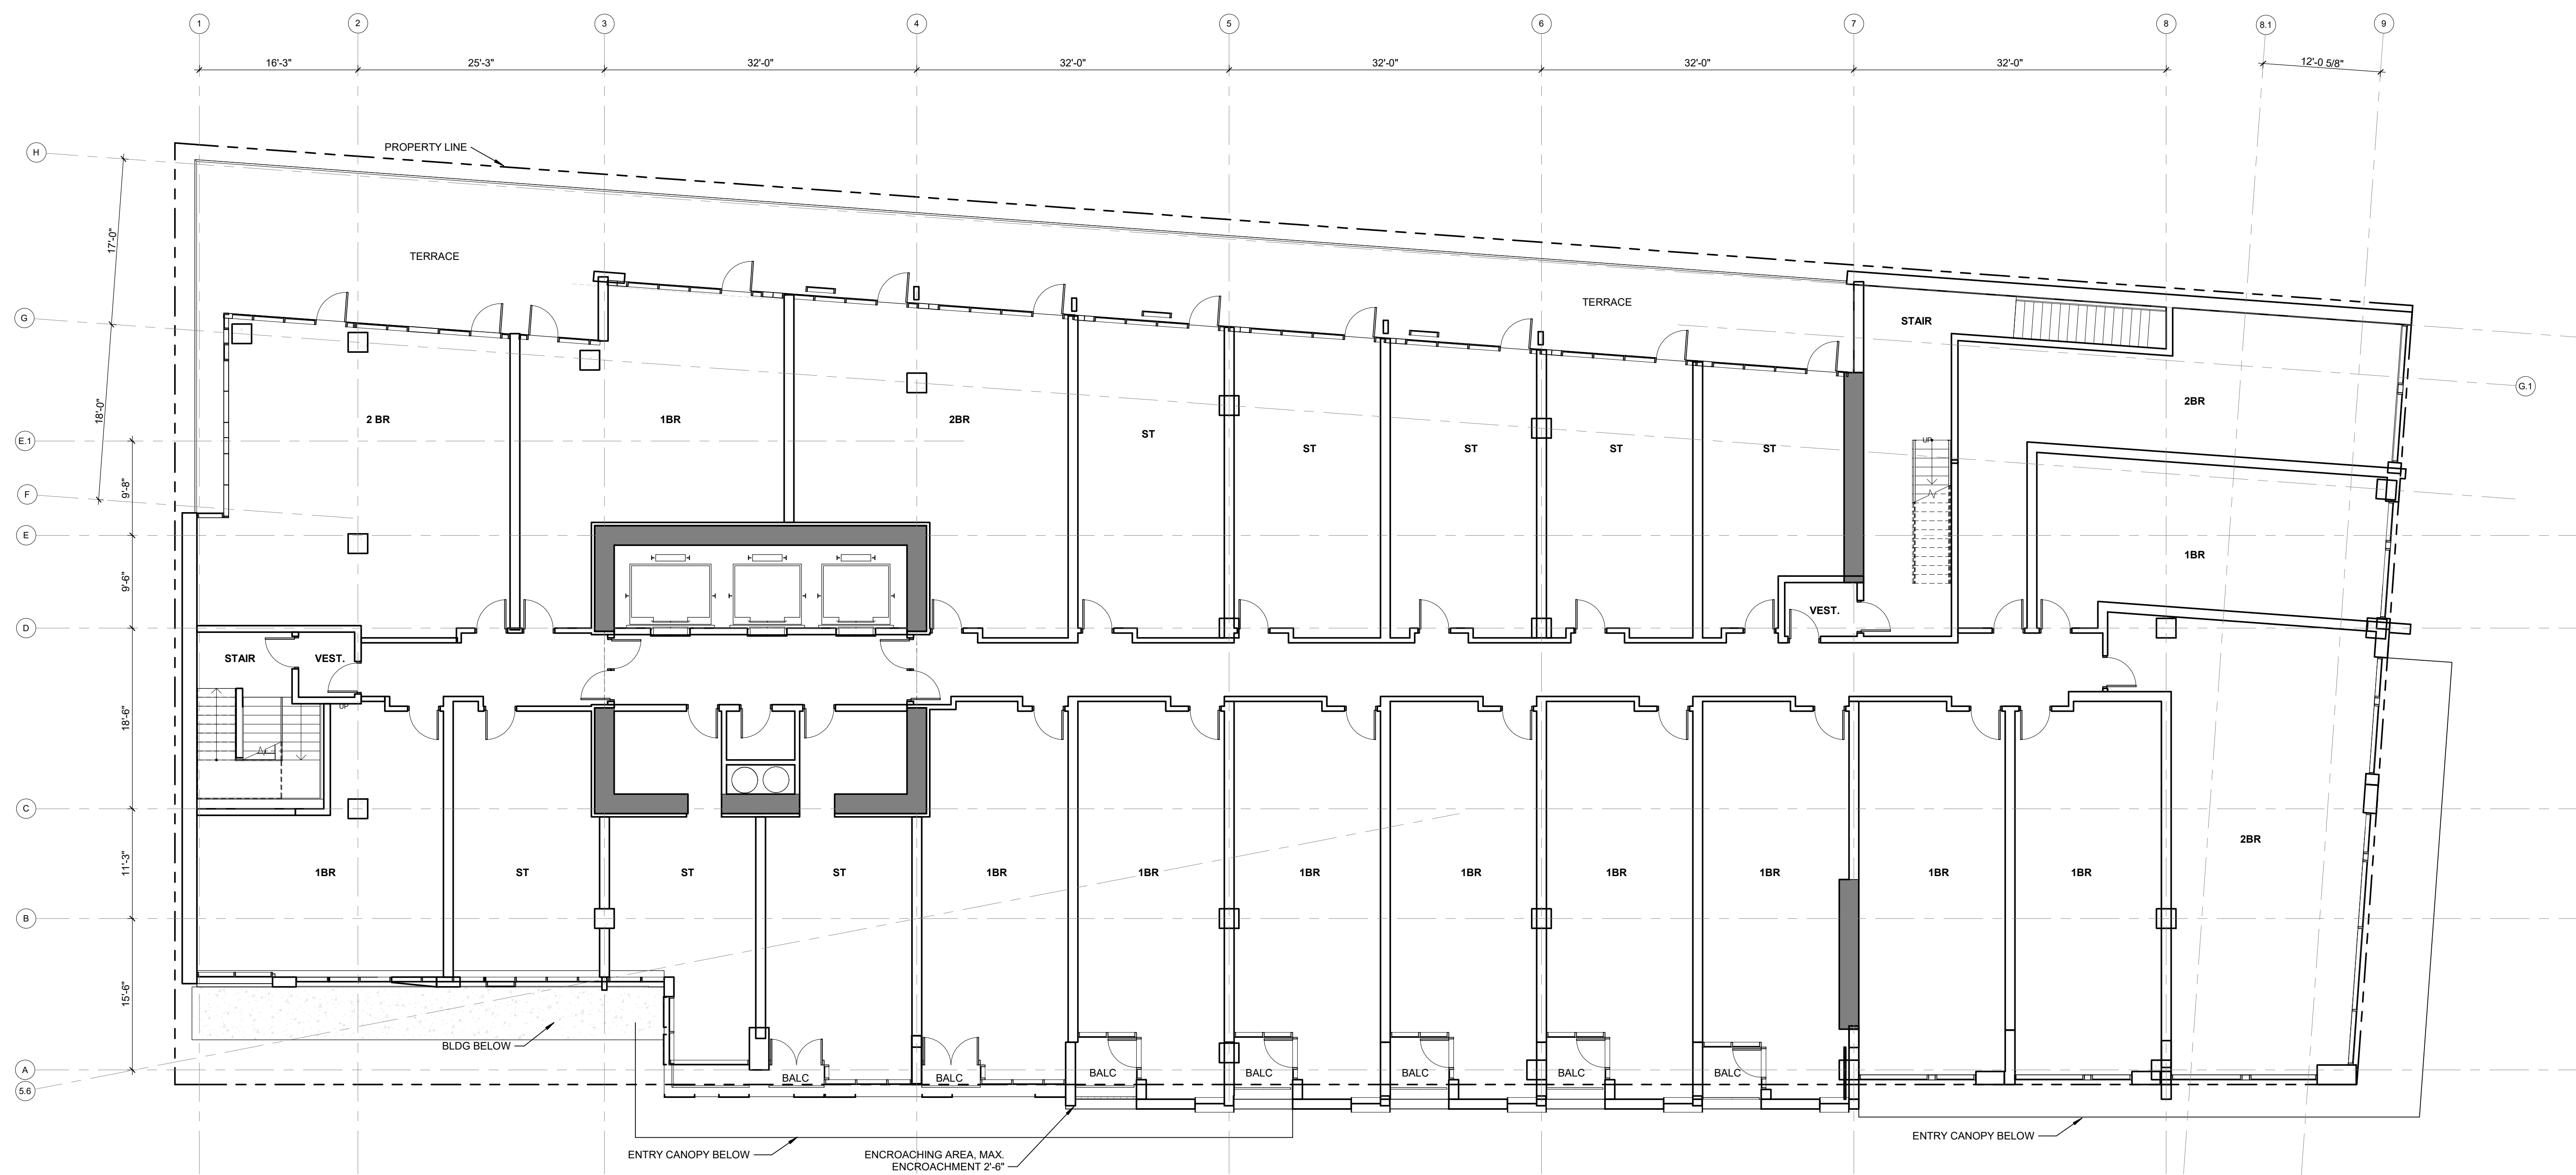 1 2 3 4 5 6 7 8 8.1 9
16'-3" 25'-3" 32'-0" 32'-0" 32'-0" 32'-0" 32'-0" 12'-0 5/8"
H
PROPERTY LINE
17'-0"
TERRACE
TERRACE
G
STAIR
G.1
18'-0"
2 BR 1BR 2BR ST ST ST ST ST 2BR
E.1
UP
9'-8"
F
E
1BR
9'-6"
VEST.
D
STAIR VEST.
UP
18'-6"
C
2BR
11'-3"
1BR ST ST ST 1BR 1BR 1BR 1BR 1BR 1BR 1BR 1BR
B
15'-6"
BLDG BELOW
A
BALC BALC BALC BALC BALC BALC BALC
5.6
ENTRY CANOPY BELOW
ENCROACHING AREA, MAX.
ENCROACHMENT 2'-6"
ENTRY CANOPY BELOW